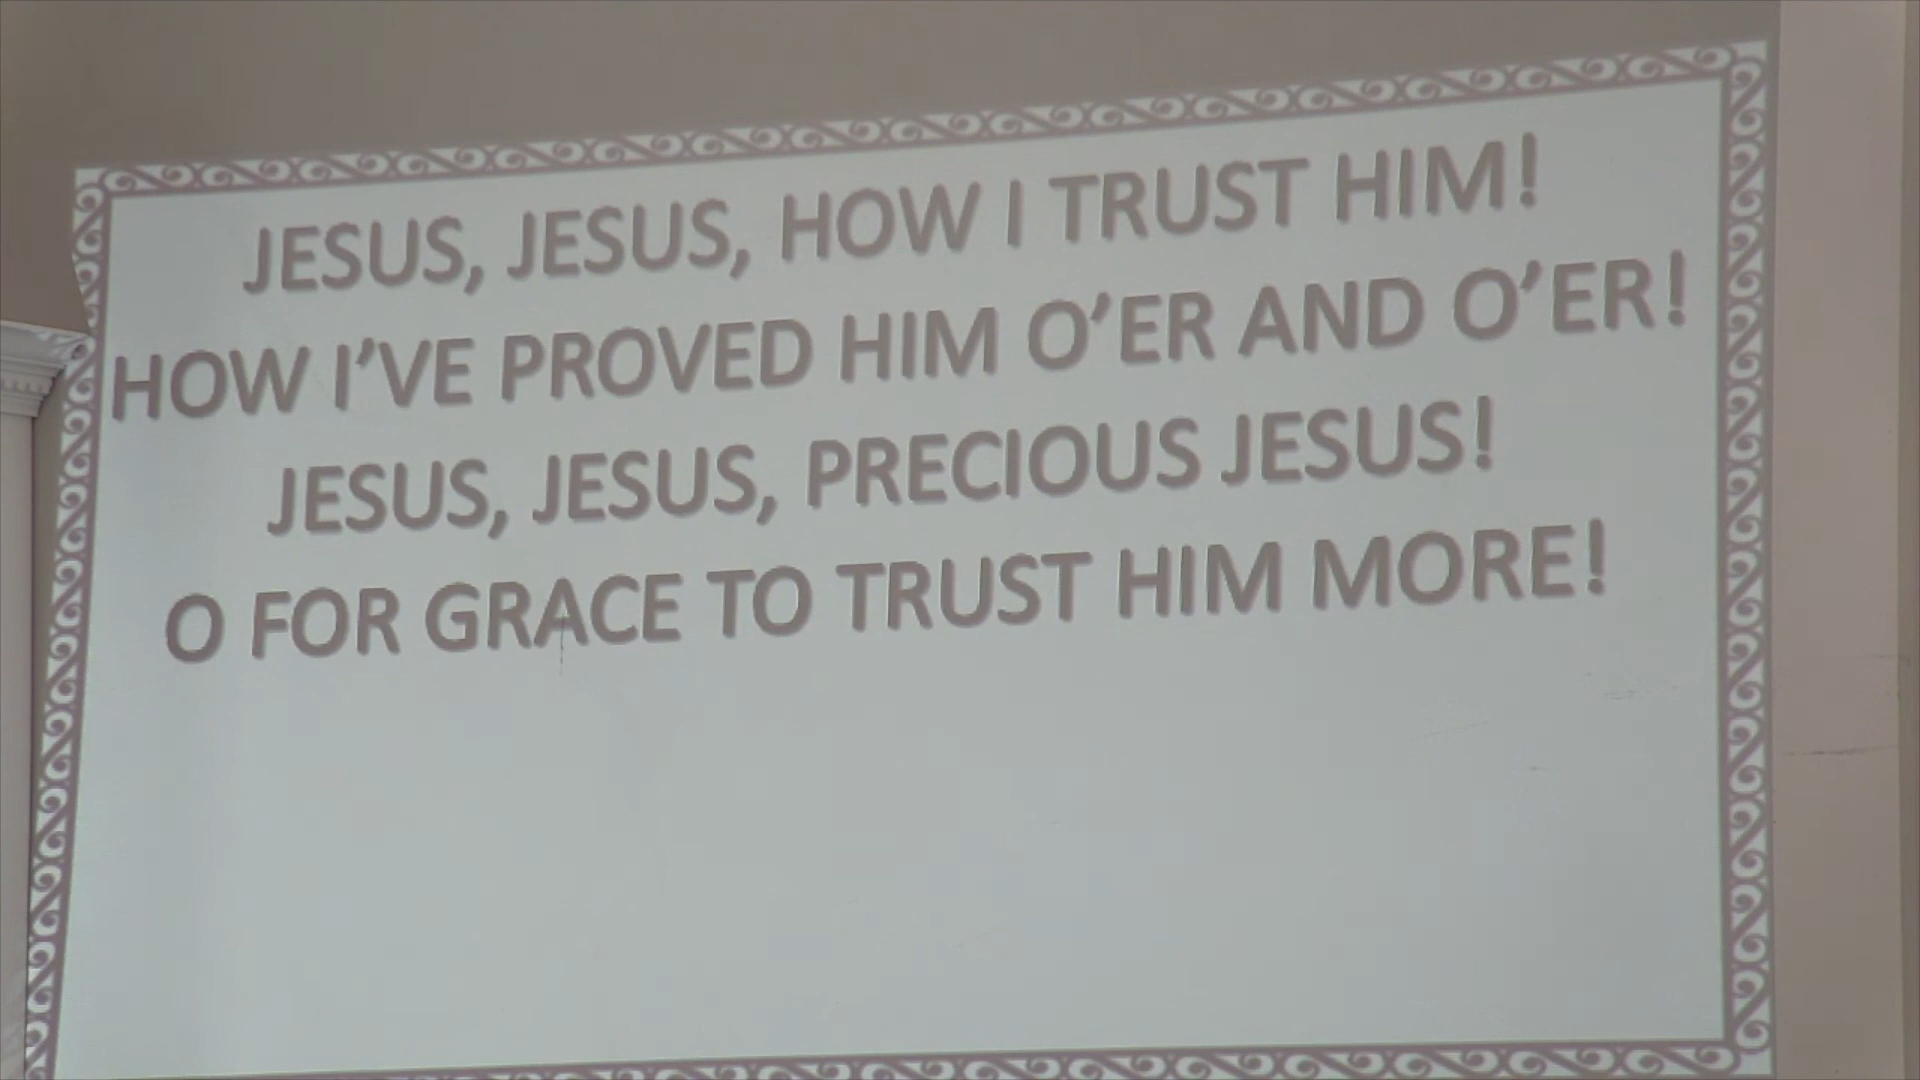 JESUS, JESUS, HOW I TRUST HIM!
HOW I’VE PROVED HIM O’ER AND O’ER!
JESUS, JESUS, PRECIOUS JESUS!
O FOR GRACE TO TRUST HIM MORE!